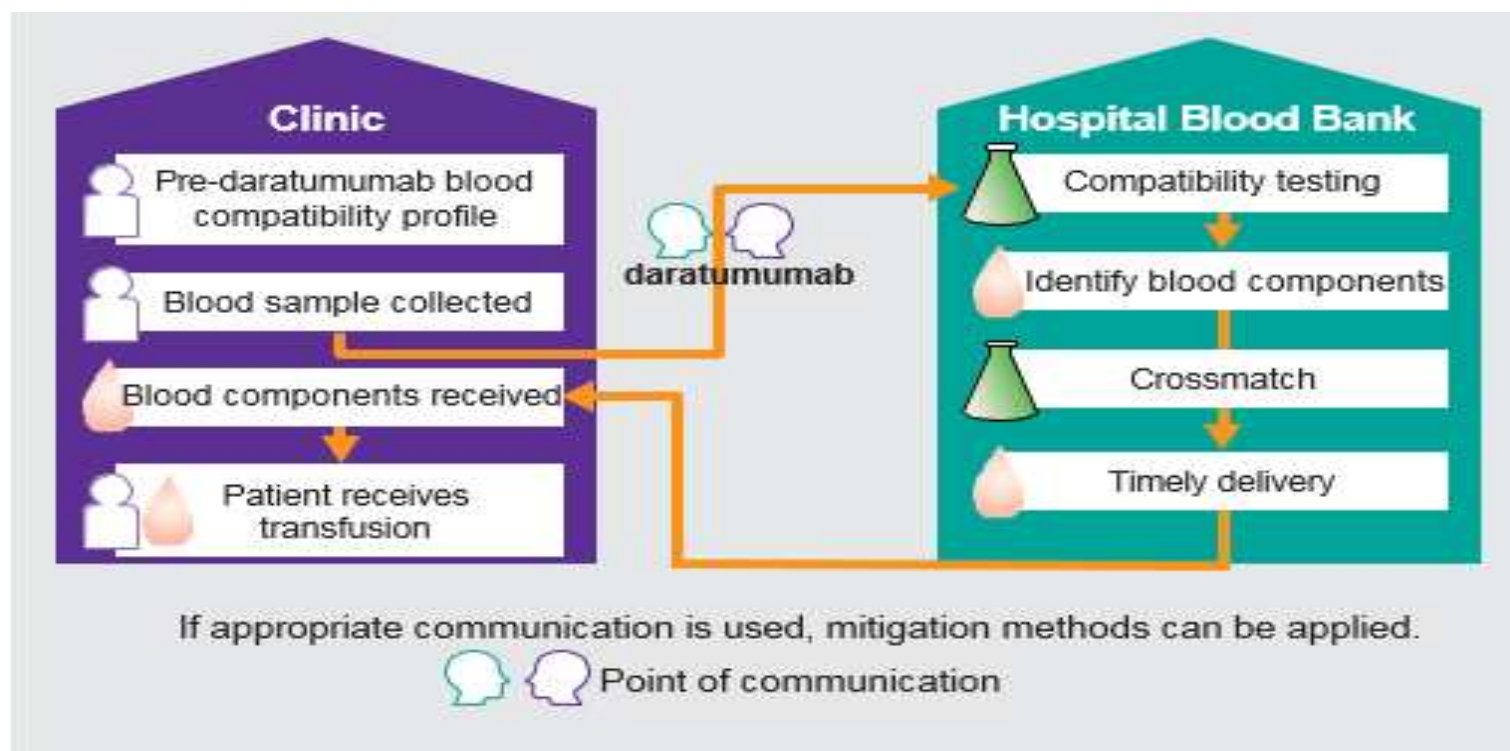 Clinic
Pre-daratumumab blood
compatibility profile
Blood sample collected
Blood components received
Patient receives
transfusion
daratumumab
Hospital Blood Bank
Compatibility testing
Identify blood components
Crossmatch
Timely delivery
If appropriate communication is used, mitigation methods can be applied.
Point of communication